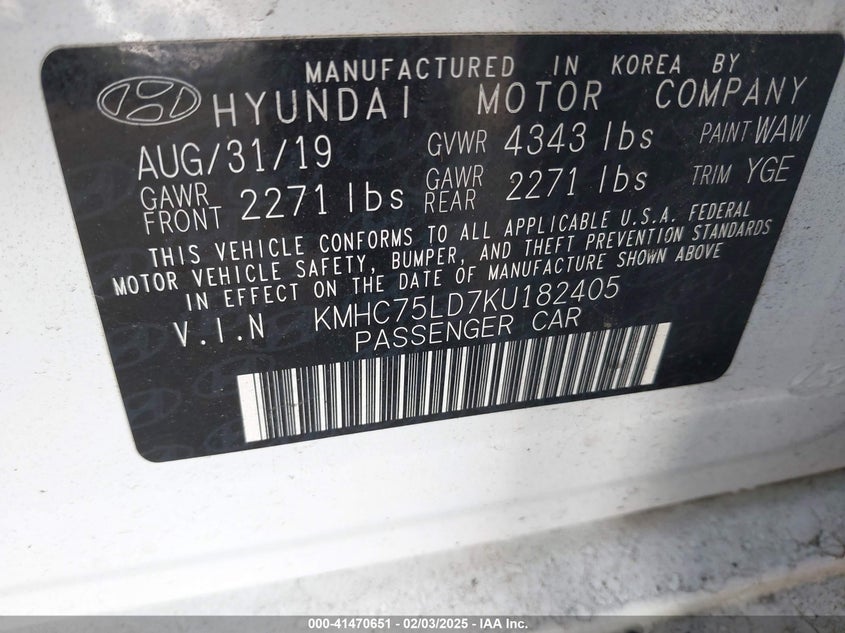 MANUFACTURED IN KOREA BY
HYUNDAI MOTOR COMPANY
AUG/31/19 GVWR 4343 lbs PAINT WAW
GAWR FRONT 2271 lbs GAWR REAR 2271 lbs TRIM YGE
THIS VEHICLE CONFORMS TO ALL APPLICABLE U.S.A. FEDERAL
MOTOR VEHICLE SAFETY, BUMPER, AND THEFT PREVENTION STANDARDS
IN EFFECT ON THE DATE OF MANUFACTURE SHOWN ABOVE
V.I.N KMHC75LD7KU182405
PASSENGER CAR
000-41470651 - 02/03/2025 - IAA Inc.